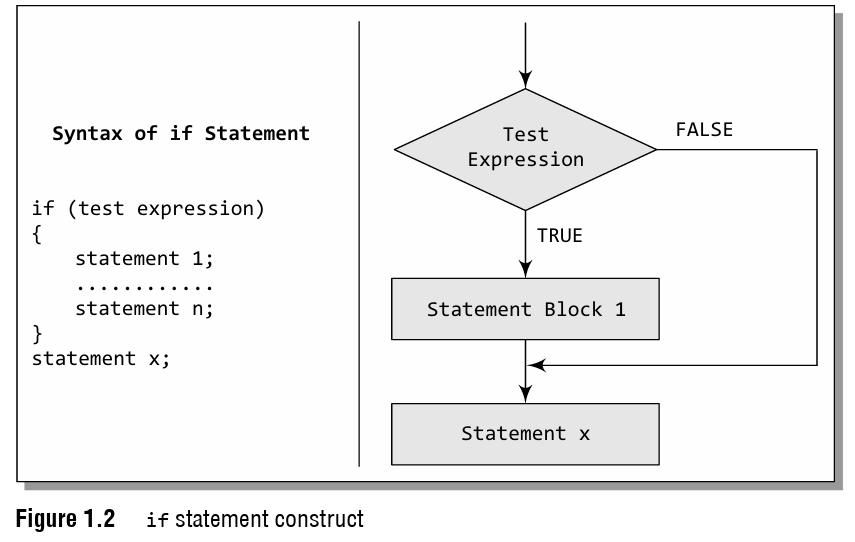 Syntax of if Statement
if (test expression)
{
statement 1;
............
statement n;
}
statement x;
Test
Expression
FALSE
TRUE
Statement Block 1
Statement x
Figure 1.2 if statement construct